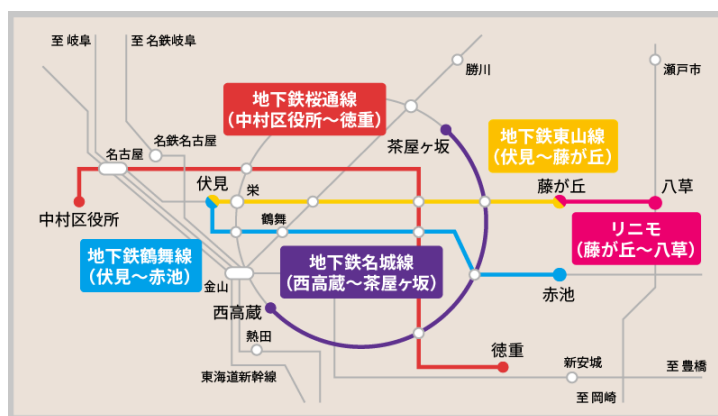 至 岐阜
至 名鉄岐阜
勝川
瀬戸市
地下鉄桜通線
(中村区役所～徳重)
名鉄名古屋
茶屋ヶ坂
地下鉄東山線
(伏見～藤が丘)
名古屋
伏見
栄
藤が丘
八草
中村区役所
鶴舞
リニモ
(藤が丘～八草)
地下鉄鶴舞線
(伏見～赤池)
地下鉄名城線
(西高蔵～茶屋ヶ坂)
金山
赤池
西高蔵
熱田
徳重
新安城
至 豊橋
東海道新幹線
至 岡崎